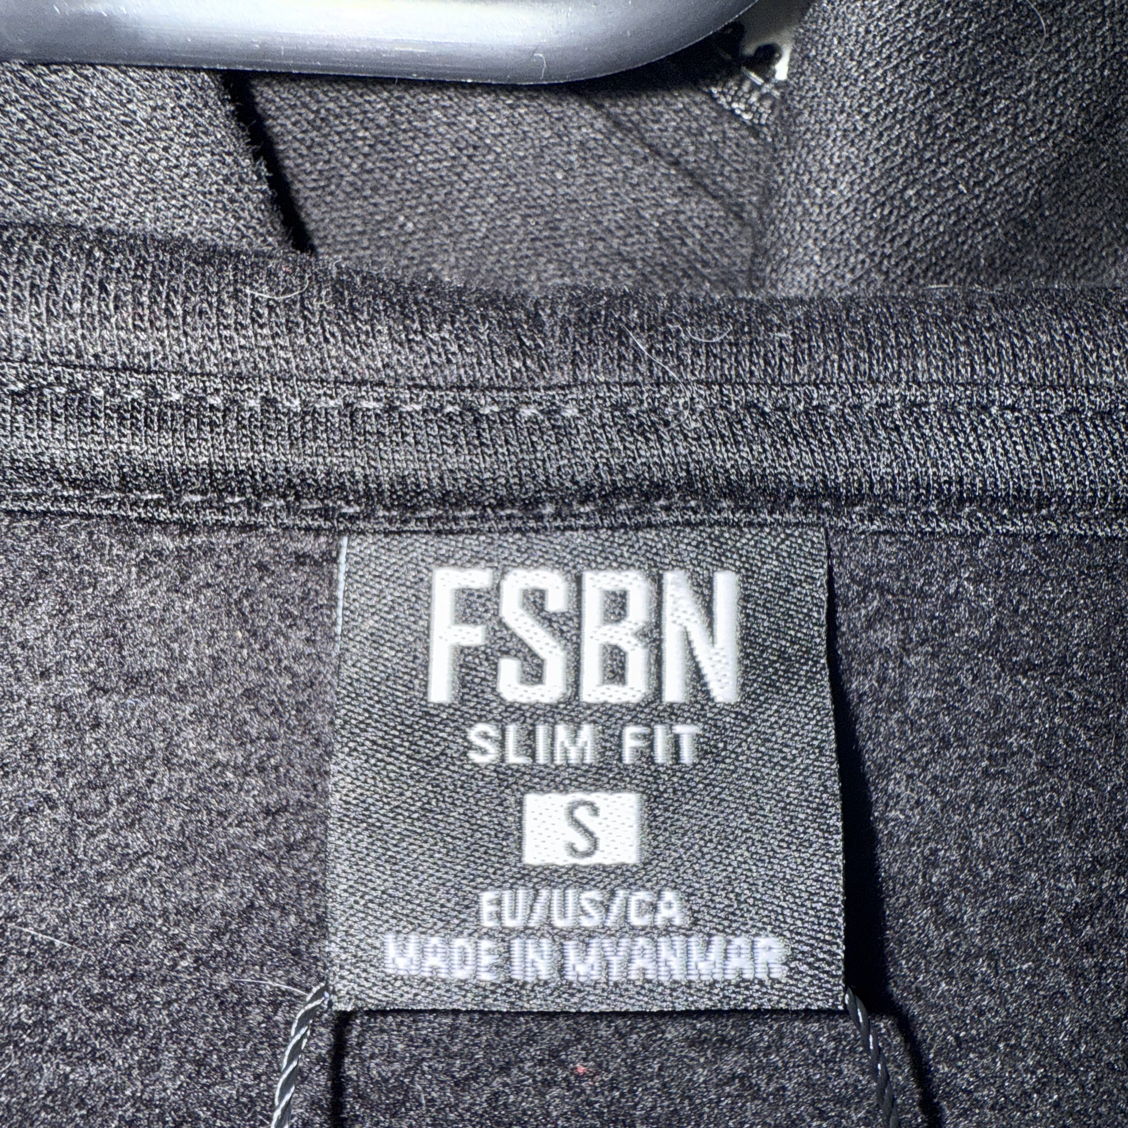 FSBN
SLIM FIT
S
EU/US/CA
MADE IN MYANMAR